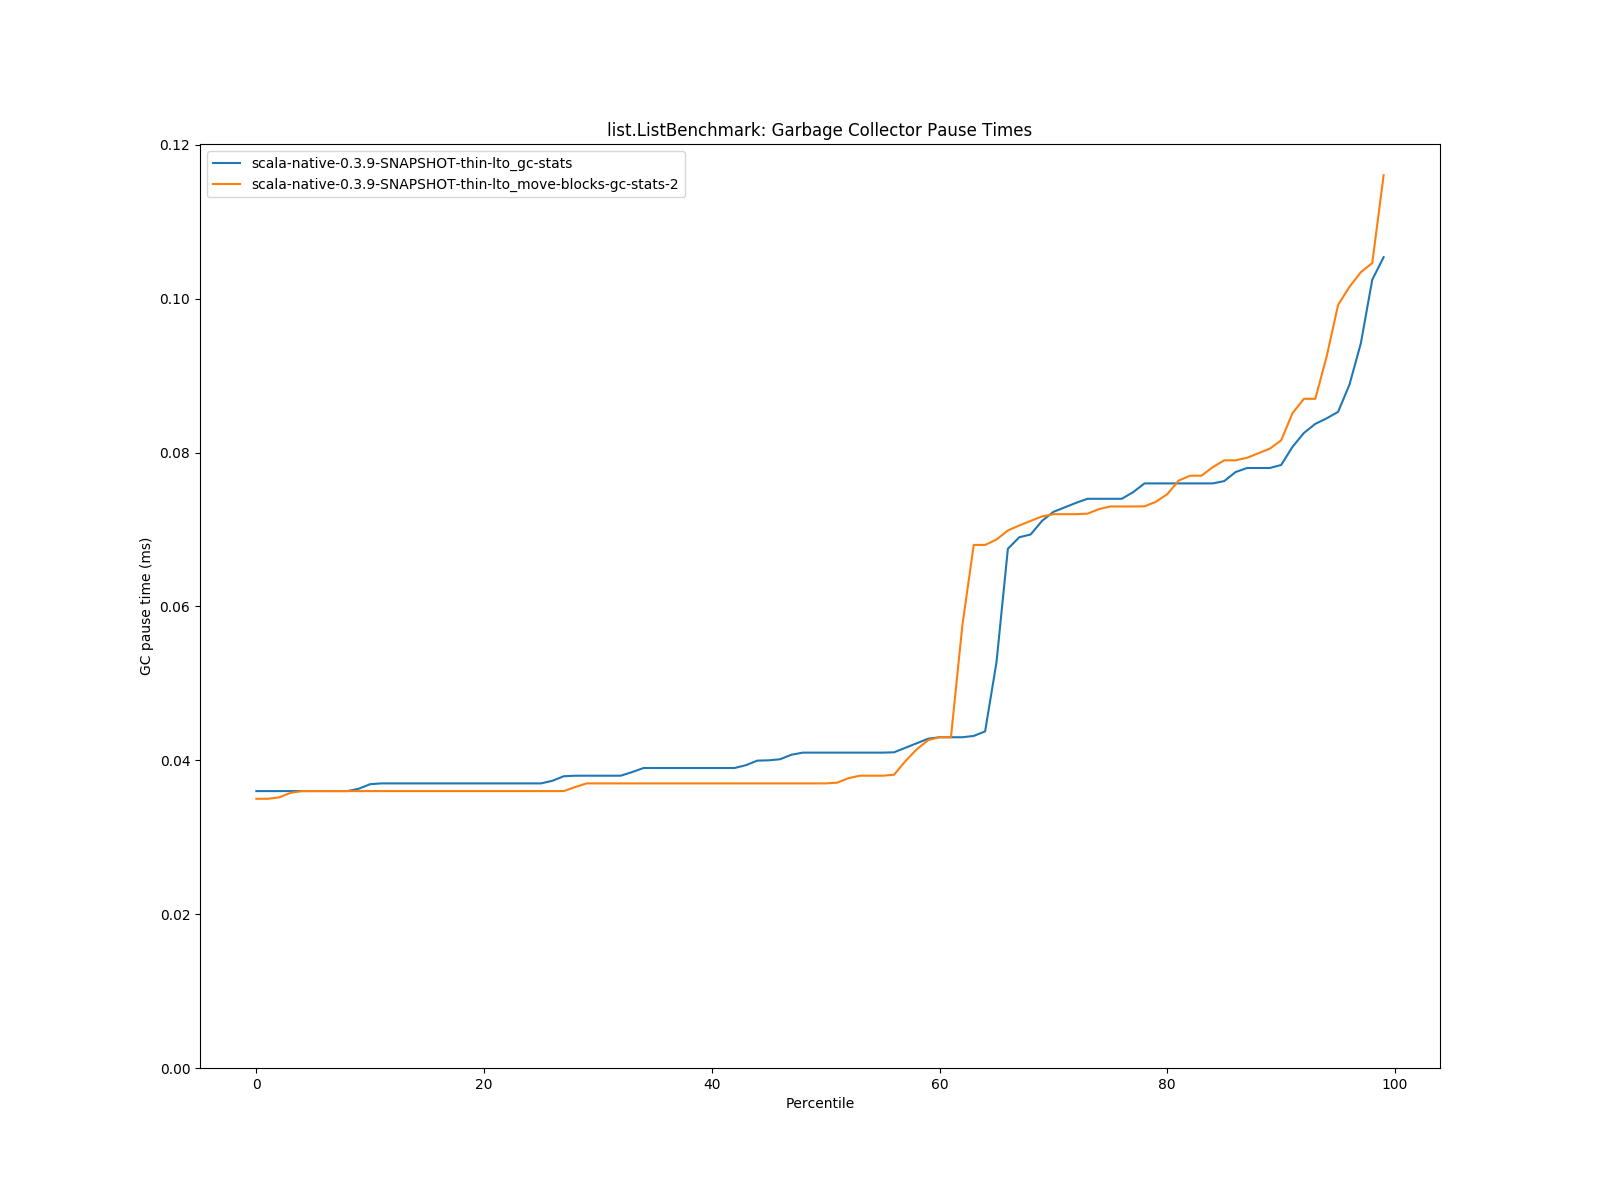 list.ListBenchmark: Garbage Collector Pause Times
scala-native-0.3.9-SNAPSHOT-thin-lto_gc-stats
scala-native-0.3.9-SNAPSHOT-thin-lto_move-blocks-gc-stats-2
GC pause time (ms)
0.12
0.10
0.08
0.06
0.04
0.02
0.00
0 20 40 60 80 100
Percentile